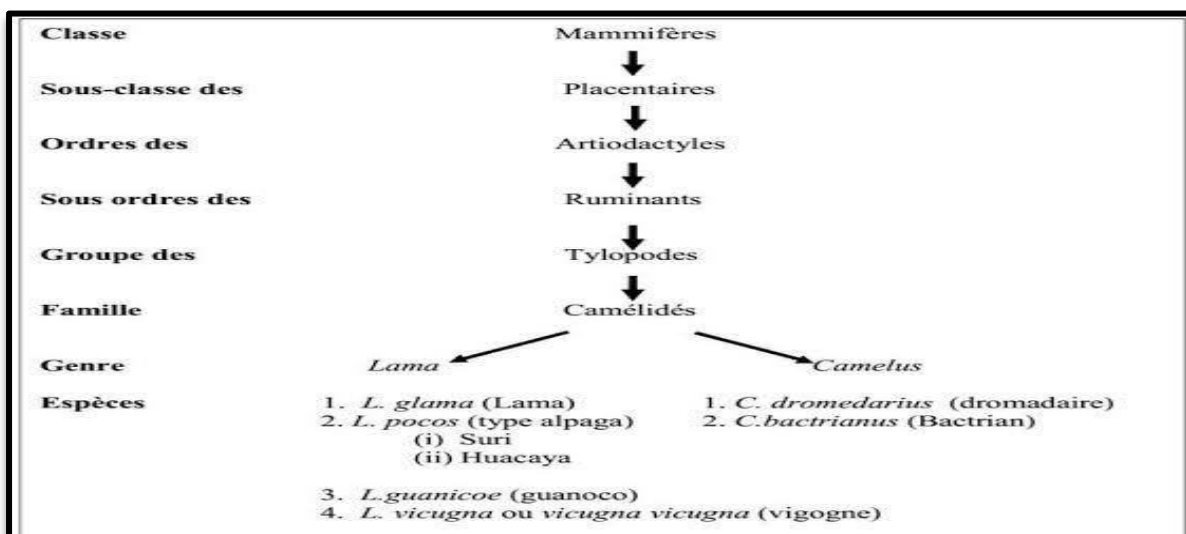 Classe Mammifères
Sous-classe des Placentaires
Ordres des Artiodactyles
Sous ordres des Ruminants
Groupe des Tylopodes
Famille Camélidés
Genre Lama Camelus
Espèces 1. L. glama (Lama) 1. C. dromedarius (dromadaire)
2. L. pocos (type alpaga) 2. C.bactrianus (Bactrian)
(i) Suri
(ii) Huacaya
3. L.guanicoe (guanoco)
4. L. vicugna ou vicugna vicugna (vigogne)